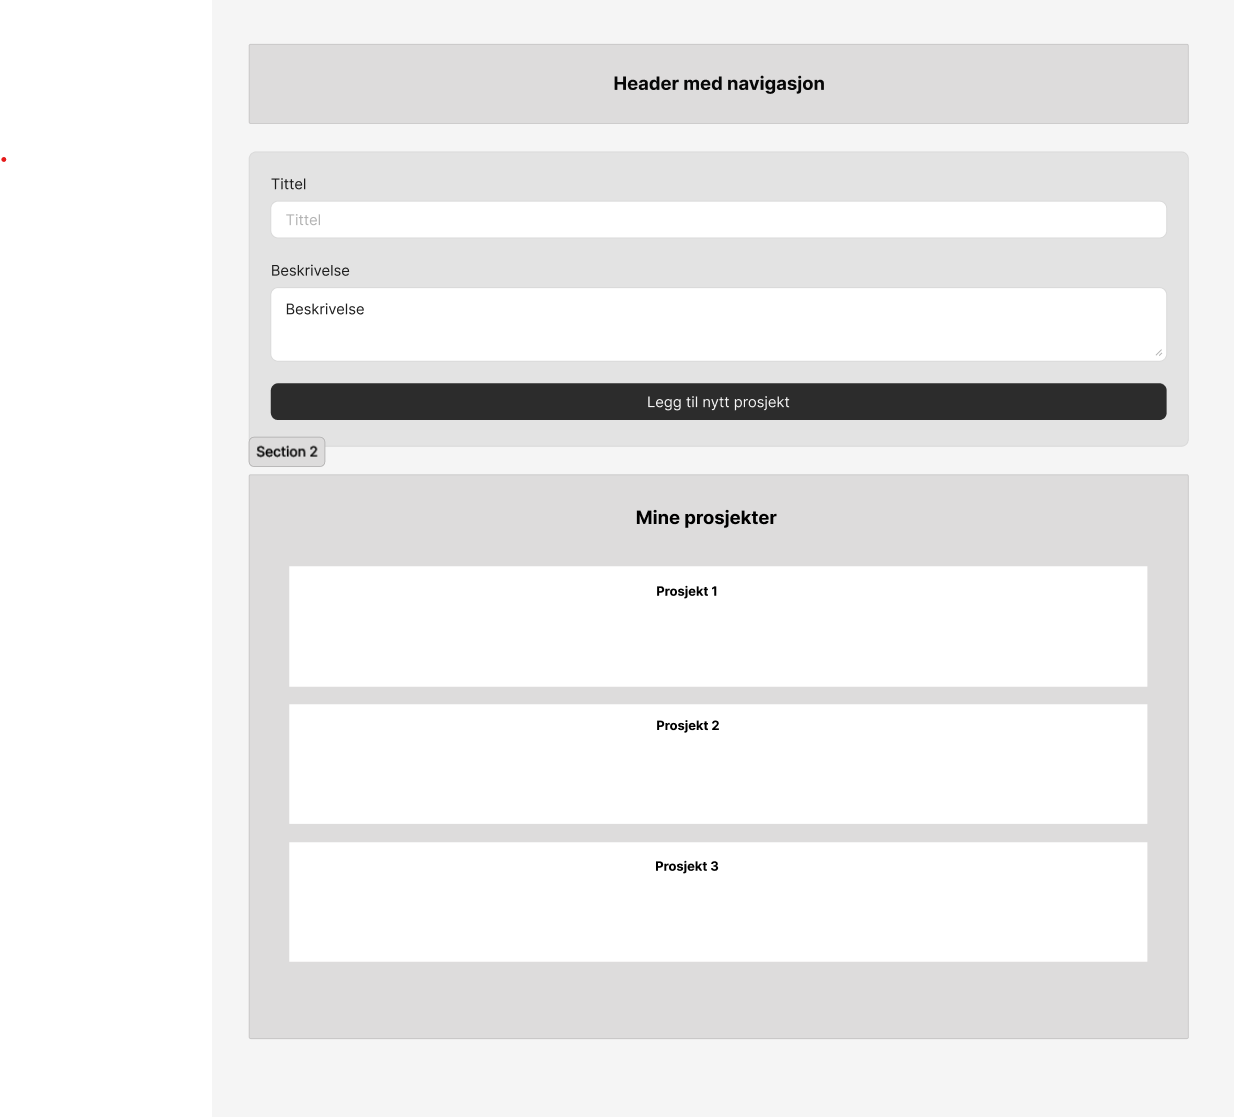 Header med navigasjon
Tittel
Tittel
Beskrivelse
Beskrivelse
Legg til nytt prosjekt
Section 2
Mine prosjekter
Prosjekt 1
Prosjekt 2
Prosjekt 3